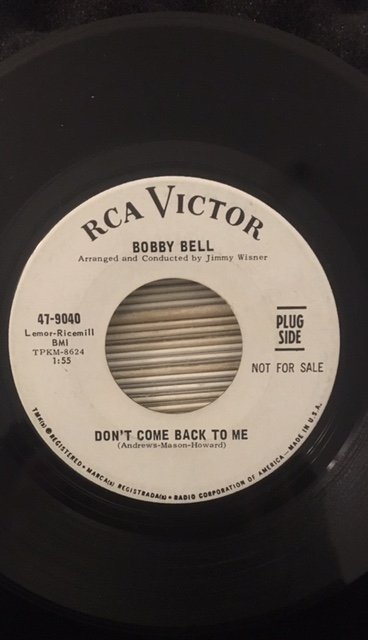 RCA VICTOR
BOBBY BELL
Arranged and Conducted by Jimmy Wisner
47-9040
Lemor-Ricemill
BMI
TPKM-8624
1:55
PLUG
SIDE
NOT FOR SALE
DON'T COME BACK TO ME
(Andrews-Mason-Howard)
TMK(s) ® REGISTERED • MARCA(s) REGISTRADA(s) • RADIO CORPORATION OF AMERICA — MADE IN U.S.A.